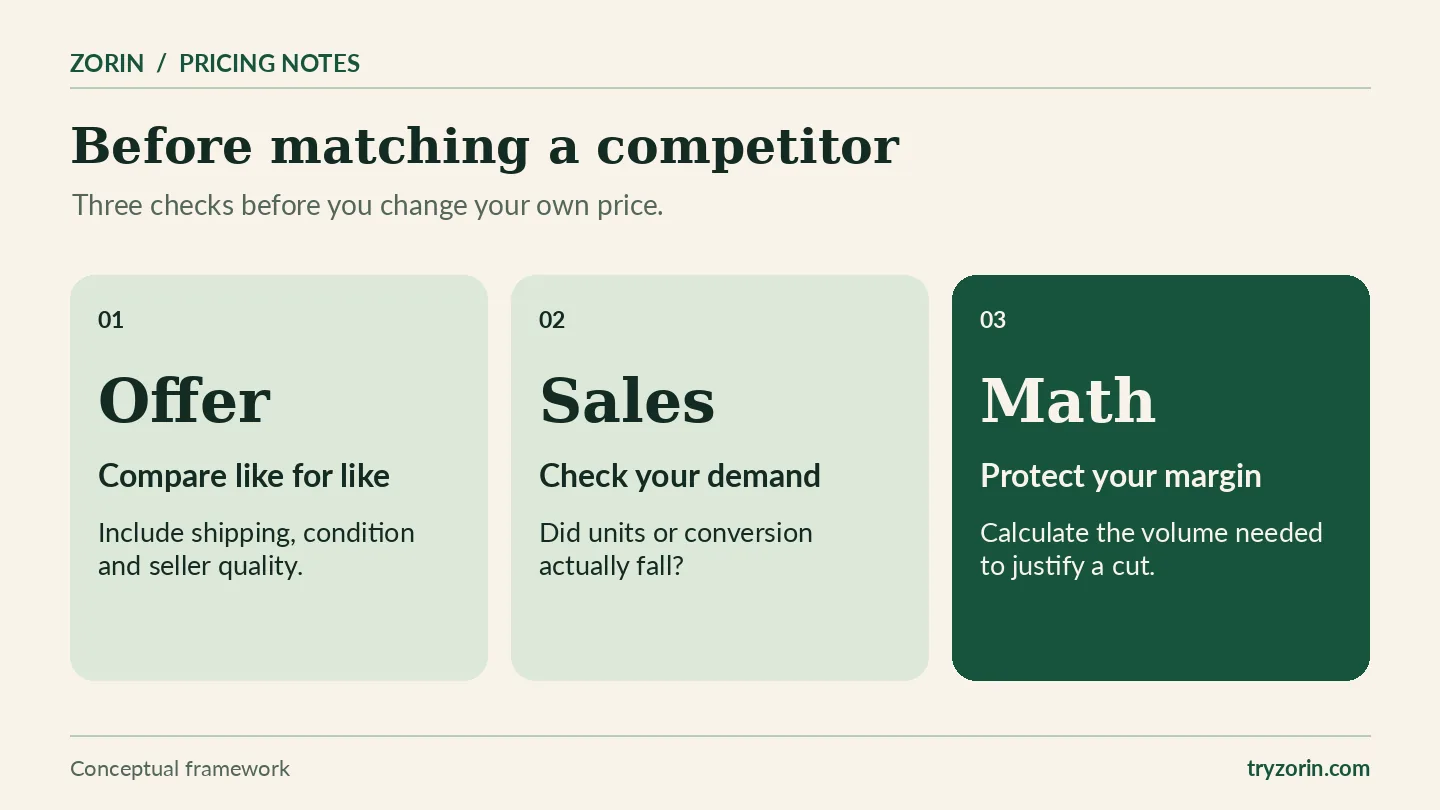 ZORIN / PRICING NOTES
Before matching a competitor
Three checks before you change your own price.
01
Offer
Compare like for like
Include shipping, condition
and seller quality.
02
Sales
Check your demand
Did units or conversion
actually fall?
03
Math
Protect your margin
Calculate the volume needed
to justify a cut.
Conceptual framework
tryzorin.com